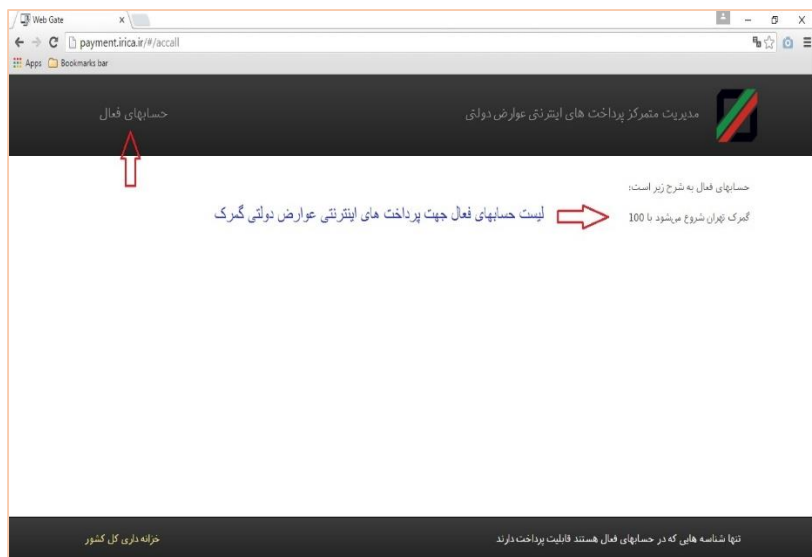 Web Gate
payment.irica.ir/#/accall
Apps Bookmarks bar
مدیریت متمرکز پرداخت های اینترنتی عوارض دولتی
حسابهای فعال
حسابهای فعال به شرح زیر است:
گمرک تهران شروع می‌شود با 100
لیست حسابهای فعال جهت پرداخت های اینترنتی عوارض دولتی گمرک
تنها شناسه هایی که در حسابهای فعال هستند قابلیت پرداخت دارند
خزانه داری کل کشور